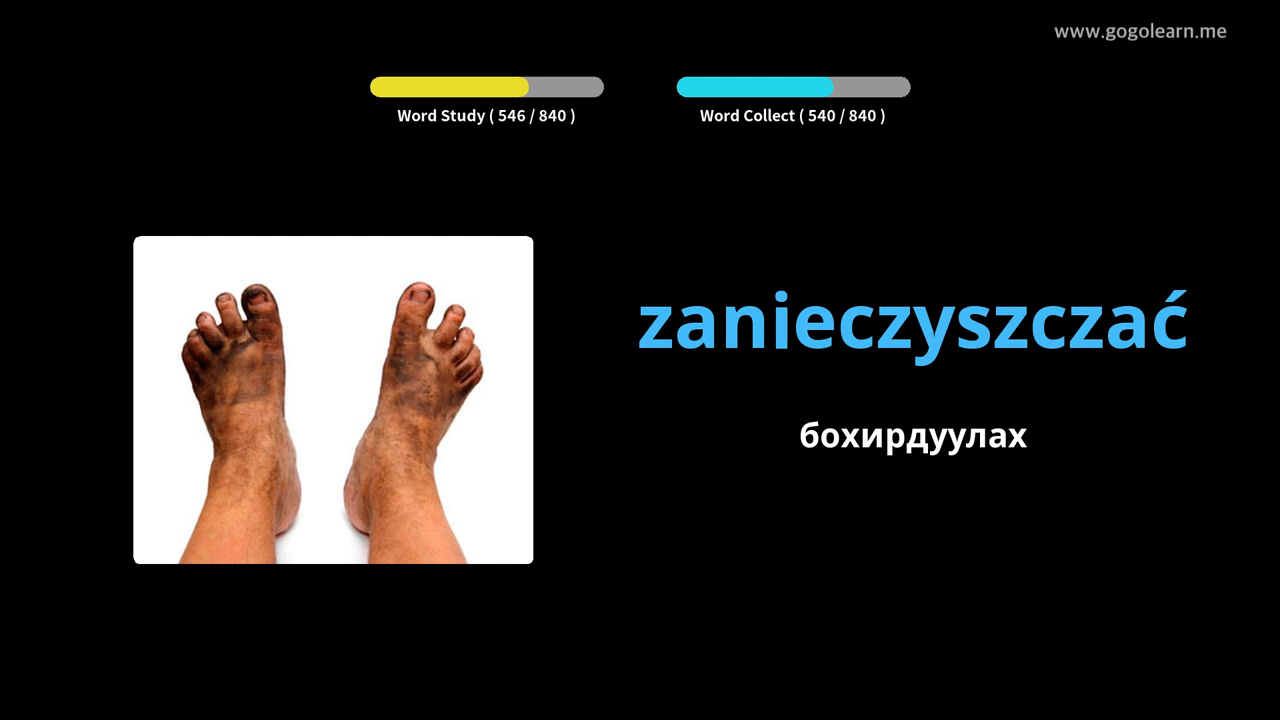 www.gogolearn.me
Word Study ( 546 / 840 )
Word Collect ( 540 / 840 )
zanieczyszczać
бохирдуулах